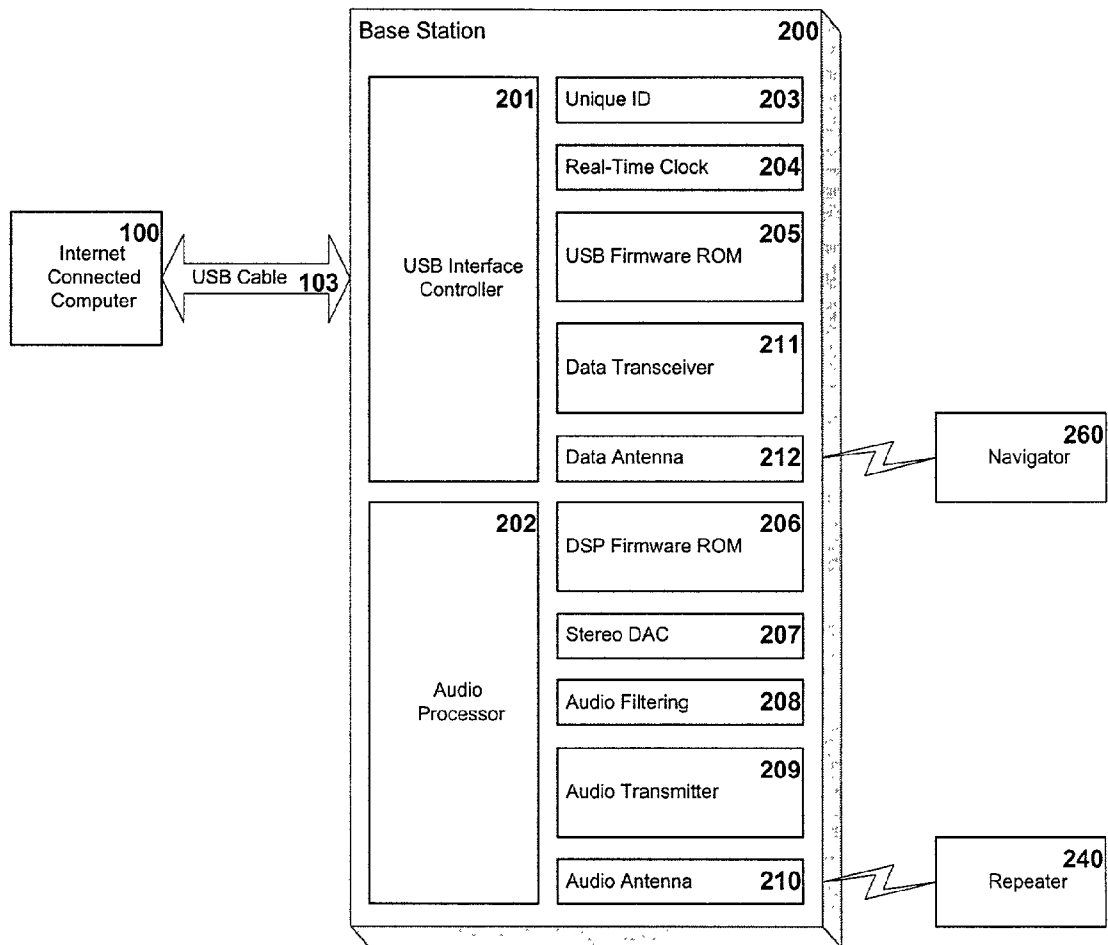 Base Station 200
201
Unique ID 203
Real-Time Clock 204
100
Internet
Connected
Computer
USB Cable 103
USB Interface
Controller
205
USB Firmware ROM
211
Data Transceiver
Data Antenna 212
260
Navigator
202
206
DSP Firmware ROM
Stereo DAC 207
Audio
Processor
Audio Filtering 208
209
Audio Transmitter
Audio Antenna 210
240
Repeater